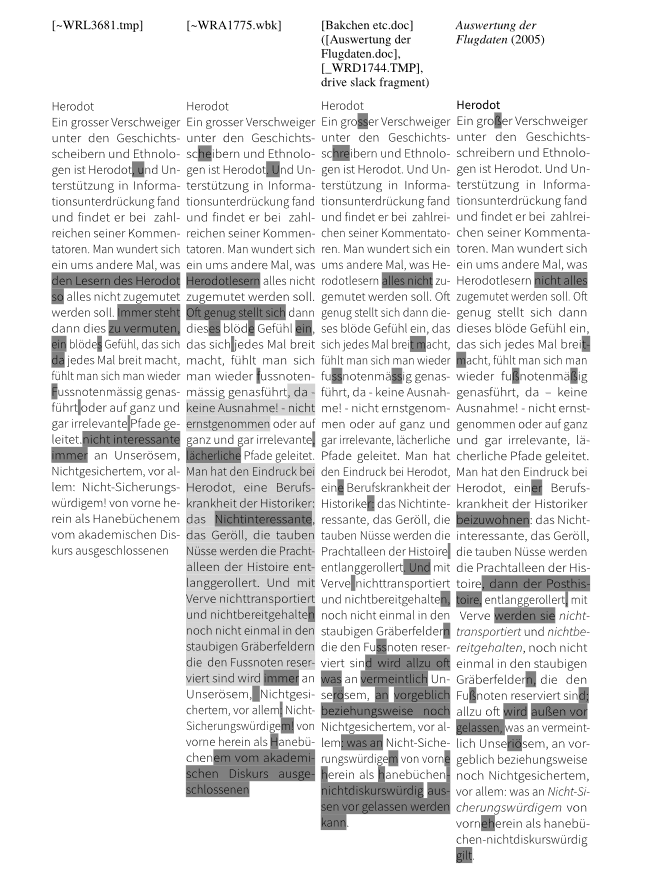 [~WRL3681.tmp]
Herodot
Ein grosser Verschweiger
unter den Geschichts-
scheibern und Ethnolo-
gen ist Herodot, und Un-
terstützung in Informa-
tionsunterdrückung fand
und findet er bei zahl-
reichen seiner Kommen-
tatoren. Man wundert sich
ein ums andere Mal, was
den Lesern des Herodot
so alles nicht zugemutet
werden soll. Immer steht
dann dies zu vermuten,
ein blödes Gefühl, das sich
da jedes Mal breit macht,
fühlt man sich man wieder
Fussnotenmässig genas-
führt oder auf ganz und
gar irrelevante Pfade ge-
leitet.nicht interessante
immer an Unserösem,
Nichtgesichertem, vor al-
lem: Nicht-Sicherungs-
würdigem! von vorne he-
rein als Hanebüchenem
vom akademischen Dis-
kurs ausgeschlossenen
[~WRA1775.wbk]
Herodot
Ein grosser Verschweiger
unter den Geschichts-
scheibern und Ethnolo-
gen ist Herodot. Und Un-
terstützung in Informa-
tionsunterdrückung fand
und findet er bei zahl-
reichen seiner Kommen-
tatoren. Man wundert sich
ein ums andere Mal, was
Herodotlesern alles nicht
zugemutet werden soll.
Oft genug stellt sich dann
dieses blöde Gefühl ein,
das sich jedes Mal breit
macht, fühlt man sich
man wieder fussnoten-
mässig genasführt, da -
keine Ausnahme! - nicht
ernstgenommen oder auf
ganz und gar irrelevante,
lächerliche Pfade geleitet.
Man hat den Eindruck bei
Herodot, eine Berufs-
krankheit der Historiker:
das Nichtinteressante,
das Geröll, die tauben
Nüsse werden die Pracht-
alleen der Histoire ent-
langgerollert. Und mit
Verve nichttransportiert
und nichtbereitgehalten
noch nicht einmal in den
staubigen Gräberfeldern
die den Fussnoten reser-
viert sind wird immer an
Unserösem, Nichtgesi-
chertem, vor allem: Nicht-
Sicherungswürdigem! von
vorne herein als Hanebü-
chenem vom akademi-
schen Diskurs ausge-
schlossenen
[Bakchen etc.doc]
([Auswertung der
Flugdaten.doc],
[_WRD1744.TMP],
drive slack fragment)
Herodot
Ein grosser Verschweiger
unter den Geschichts-
schreibern und Ethnolo-
gen ist Herodot. Und Un-
terstützung in Informa-
tionsunterdrückung fand
und findet er bei zahlrei-
chen seiner Kommentato-
ren. Man wundert sich ein
ums andere Mal, was He-
rodotlesern alles nicht zu-
gemutet werden soll. Oft
genug stellt sich dann die-
ses blöde Gefühl ein, das
sich jedes Mal breit macht,
fühlt man sich man wieder
fussnotenmässig genas-
führt, da - keine Ausnah-
me! - nicht ernstgenom-
men oder auf ganz und
gar irrelevante, lächerliche
Pfade geleitet. Man hat
den Eindruck bei Herodot,
eine Berufskrankheit der
Historiker: das Nichtinte-
ressante, das Geröll, die
tauben Nüsse werden die
Prachtalleen der Histoire
entlanggerollert. Und mit
Verve nichttransportiert
und nichtbereitgehalten,
noch nicht einmal in den
staubigen Gräberfeldern
die den Fussnoten reser-
viert sind wird allzu oft
was an vermeintlich Un-
serösem, an vorgeblich
beziehungsweise noch
Nichtgesichertem, vor al-
lem: was an Nicht-Siche-
rungswürdigem von vorne
herein als hanebüchen-
nichtdiskurswürdig aus-
sen vor gelassen werden
kann.
Auswertung der
Flugdaten (2005)
Herodot
Ein großer Verschweiger
unter den Geschichts-
schreibern und Ethnolo-
gen ist Herodot. Und Un-
terstützung in Informa-
tionsunterdrückung fand
und findet er bei zahlrei-
chen seiner Kommentato-
toren. Man wundert sich
ein ums andere Mal, was
Herodotlesern nicht alles
zugemutet werden soll. Oft
genug stellt sich dann
dieses blöde Gefühl ein,
das sich jedes Mal breit-
macht, fühlt man sich man
wieder fußnotenmäßig
genasführt, da – keine
Ausnahme! – nicht ernst-
genommen oder auf ganz
und gar irrelevante, lä-
cherliche Pfade geleitet.
Man hat den Eindruck bei
Herodot, einer Berufs-
krankheit der Historiker
beizuwohnen: das Nicht-
interessante, das Geröll,
die tauben Nüsse werden
die Prachtalleen der His-
toire, dann der Posthis-
toire, entlanggerollert, mit
Verve werden sie nicht-
transportiert und nichtbe-
reitgehalten, noch nicht
einmal in den staubigen
Gräberfeldern, die den
Fußnoten reserviert sind;
allzu oft wird außen vor
gelassen, was an vermeint-
lich Unseriösem, an vor-
geblich beziehungsweise
noch Nichtgesichertem,
vor allem: was an Nicht-Si-
cherungswürdigem von
vorneherein als hanebü-
chen-nichtdiskurswürdig
gilt.